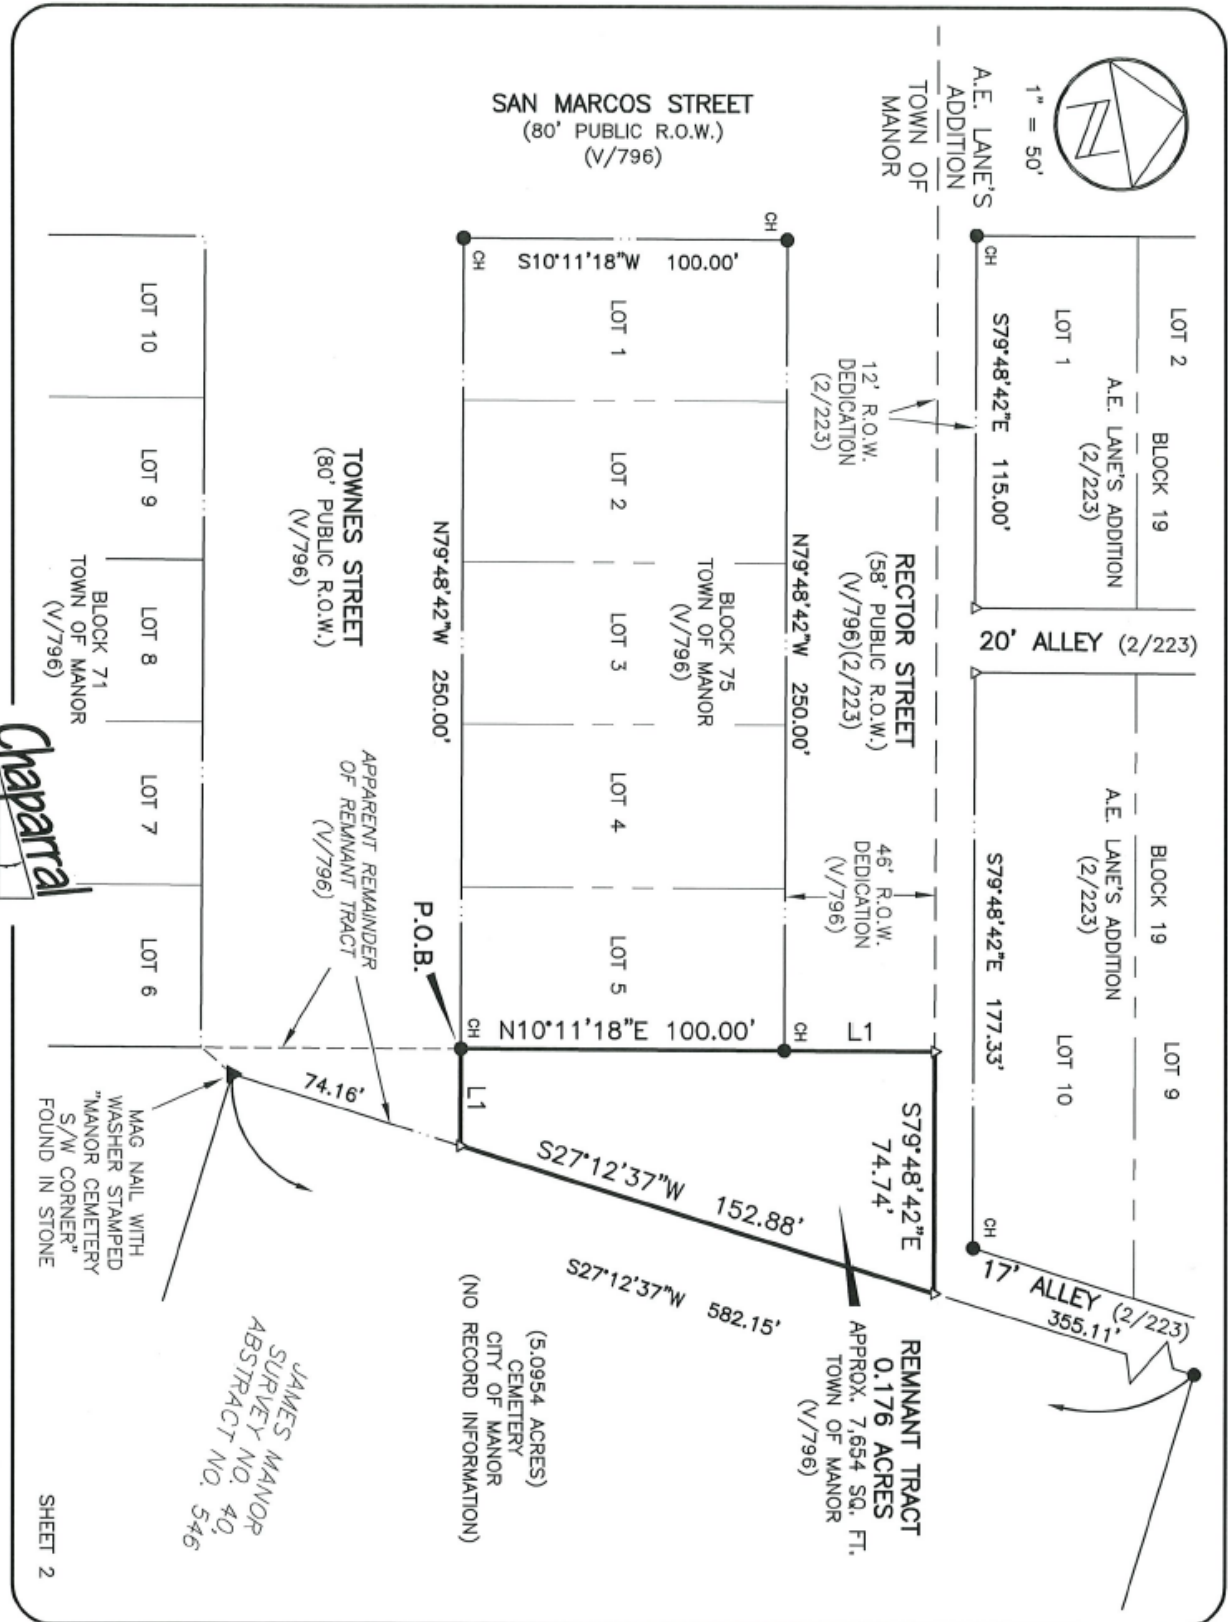 1" = 50'
N
A.E. LANE'S
ADDITION
TOWN OF
MANOR
SAN MARCOS STREET
(80' PUBLIC R.O.W.)
(V/796)
LOT 2
LOT 1
BLOCK 19
A.E. LANE'S ADDITION
(2/223)
CH
S79°48'42"E 115.00'
20' ALLEY (2/223)
BLOCK 19
A.E. LANE'S ADDITION
(2/223)
LOT 9
LOT 10
S79°48'42"E 177.33'
CH
17' ALLEY (2/223)
355.11'
12' R.O.W.
DEDICATION
(2/223)
RECTOR STREET
(58' PUBLIC R.O.W.)
(V/796)(2/223)
46' R.O.W.
DEDICATION
(V/796)
CH
S10°11'18"W 100.00'
CH
N79°48'42"W 250.00'
LOT 1
LOT 2
LOT 3
LOT 4
LOT 5
BLOCK 75
TOWN OF MANOR
(V/796)
N79°48'42"W 250.00'
CH
N10°11'18"E 100.00'
CH
L1
L1
S79°48'42"E
74.74'
S27°12'37"W 152.88'
S27°12'37"W 582.15'
REMNANT TRACT
0.176 ACRES
APPROX. 7,654 SQ. FT.
TOWN OF MANOR
(V/796)
(5.0954 ACRES)
CEMETERY
CITY OF MANOR
(NO RECORD INFORMATION)
P.O.B.
TOWNES STREET
(80' PUBLIC R.O.W.)
(V/796)
APPARENT REMAINDER
OF REMNANT TRACT
(V/796)
74.16'
LOT 10
LOT 9
LOT 8
LOT 7
LOT 6
BLOCK 71
TOWN OF MANOR
(V/796)
MAG NAIL WITH
WASHER STAMPED
"MANOR CEMETERY
S/W CORNER"
FOUND IN STONE
JAMES MANOR
SURVEY NO. 40,
ABSTRACT NO. 546
Chaparral
SHEET 2